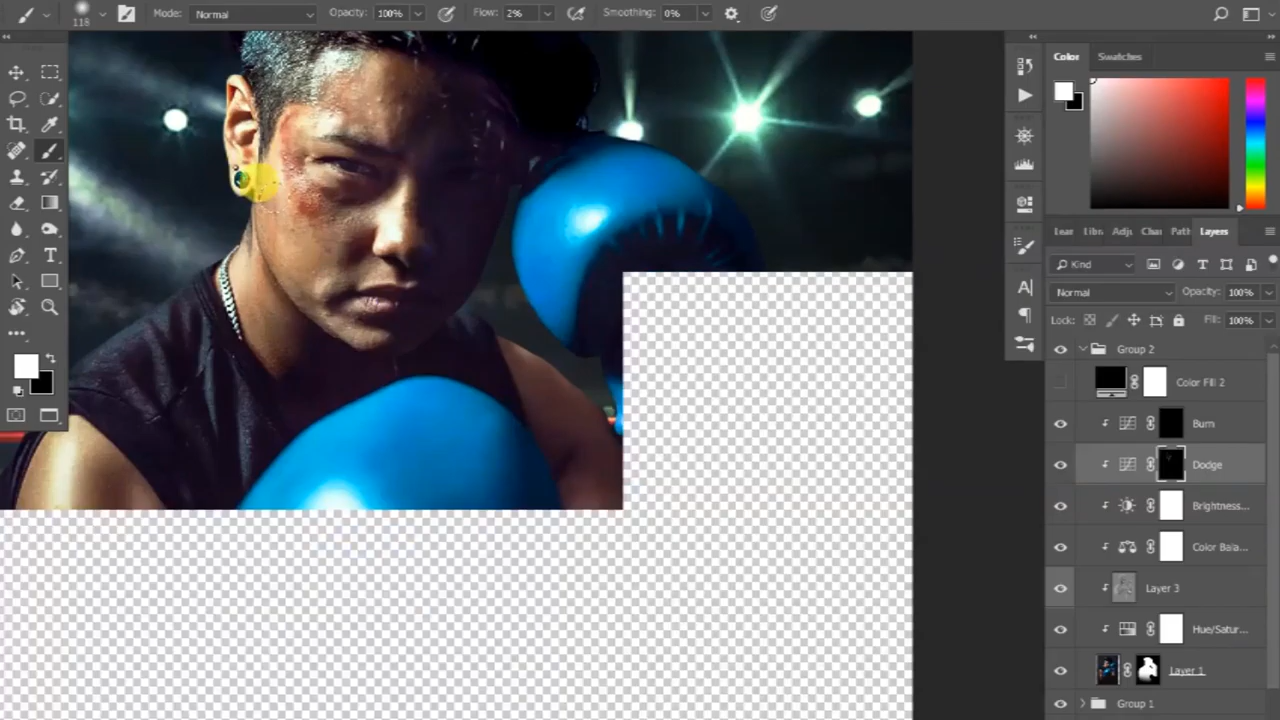 118
Mode: Normal
Opacity: 100%
Flow: 2%
Smoothing: 0%
Color
Swatches
Lear
Libr
Adju
Char
Path
Layers
Kind
Normal
Opacity: 100%
Lock:
Fill: 100%
Group 2
Color Fill 2
Burn
Dodge
Brightness...
Color Bala...
Layer 3
Hue/Satur...
Layer 1
Group 1